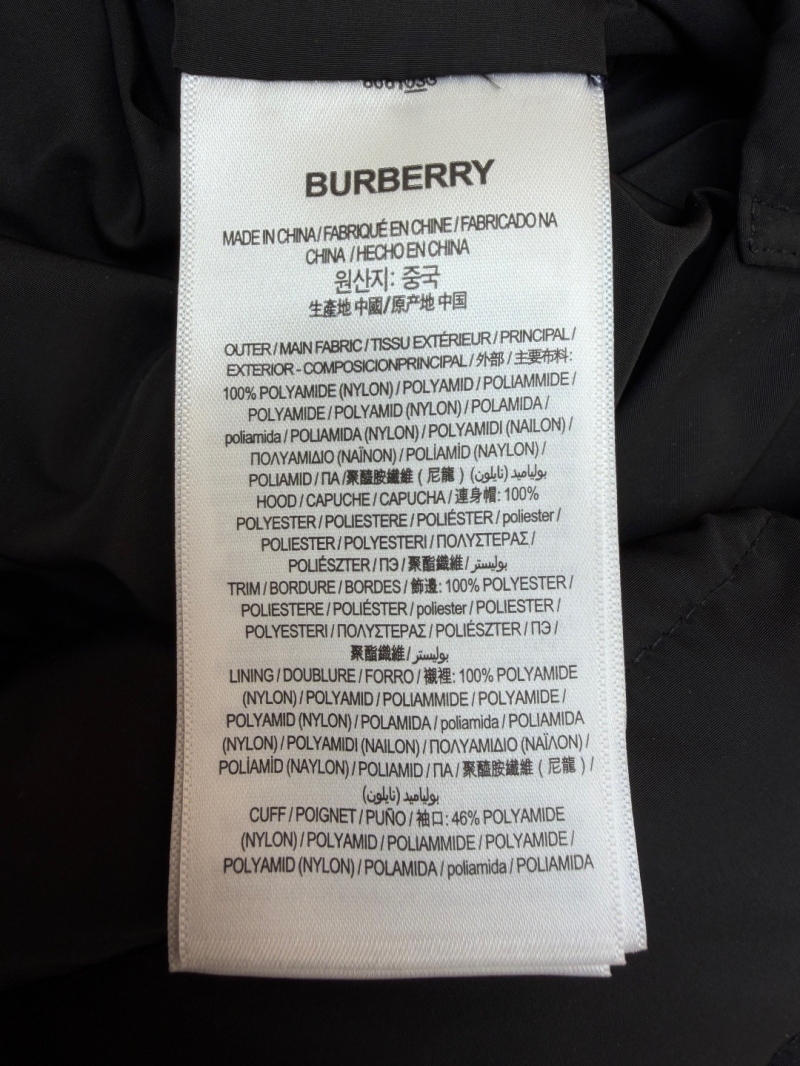 BURBERRY
MADE IN CHINA / FABRIQUÉ EN CHINE / FABRICADO NA
CHINA / HECHO EN CHINA
원산지: 중국
生產地 中國/原产地 中国
OUTER / MAIN FABRIC / TISSU EXTÉRIEUR / PRINCIPAL /
EXTERIOR - COMPOSICIONPRINCIPAL / 外部 / 主要布料:
100% POLYAMIDE (NYLON) / POLYAMID / POLIAMMIDE /
POLYAMIDE / POLYAMID (NYLON) / POLAMIDA /
poliamida / POLIAMIDA (NYLON) / POLYAMIDI (NAILON) /
ΠΟΛΥΑΜΙΔΙΟ (ΝΑΪΝΟΝ) / POLİAMİD (NAYLON) /
POLIAMID / ПА /聚醯胺纖維 ( 尼龍 ) بولياميد (نايلون)
HOOD / CAPUCHE / CAPUCHA / 連身帽: 100%
POLYESTER / POLIESTERE / POLIÉSTER / poliester /
POLIESTER / POLYESTERI / ΠΟΛΥΣΤΕΡΑΣ /
POLIÉSZTER / ПЭ / 聚酯纖維 / بوليستر
TRIM / BORDURE / BORDES / 飾邊: 100% POLYESTER /
POLIESTERE / POLIÉSTER / poliester / POLIESTER /
POLYESTERI / ΠΟΛΥΣΤΕΡΑΣ / POLIÉSZTER / ПЭ /
聚酯纖維 / بوليستر
LINING / DOUBLURE / FORRO / 襯裡: 100% POLYAMIDE
(NYLON) / POLYAMID / POLIAMMIDE / POLYAMIDE /
POLYAMID (NYLON) / POLAMIDA / poliamida / POLIAMIDA
(NYLON) / POLYAMIDI (NAILON) / ΠΟΛΥΑΜΙΔΙΟ (ΝΑΪΛΟΝ) /
POLİAMİD (NAYLON) / POLIAMID / ПА / 聚醯胺纖維 ( 尼龍 ) /
بولياميد (نايلون)
CUFF / POIGNET / PUÑO / 袖口: 46% POLYAMIDE
(NYLON) / POLYAMID / POLIAMMIDE / POLYAMIDE /
POLYAMID (NYLON) / POLAMIDA / poliamida / POLIAMIDA